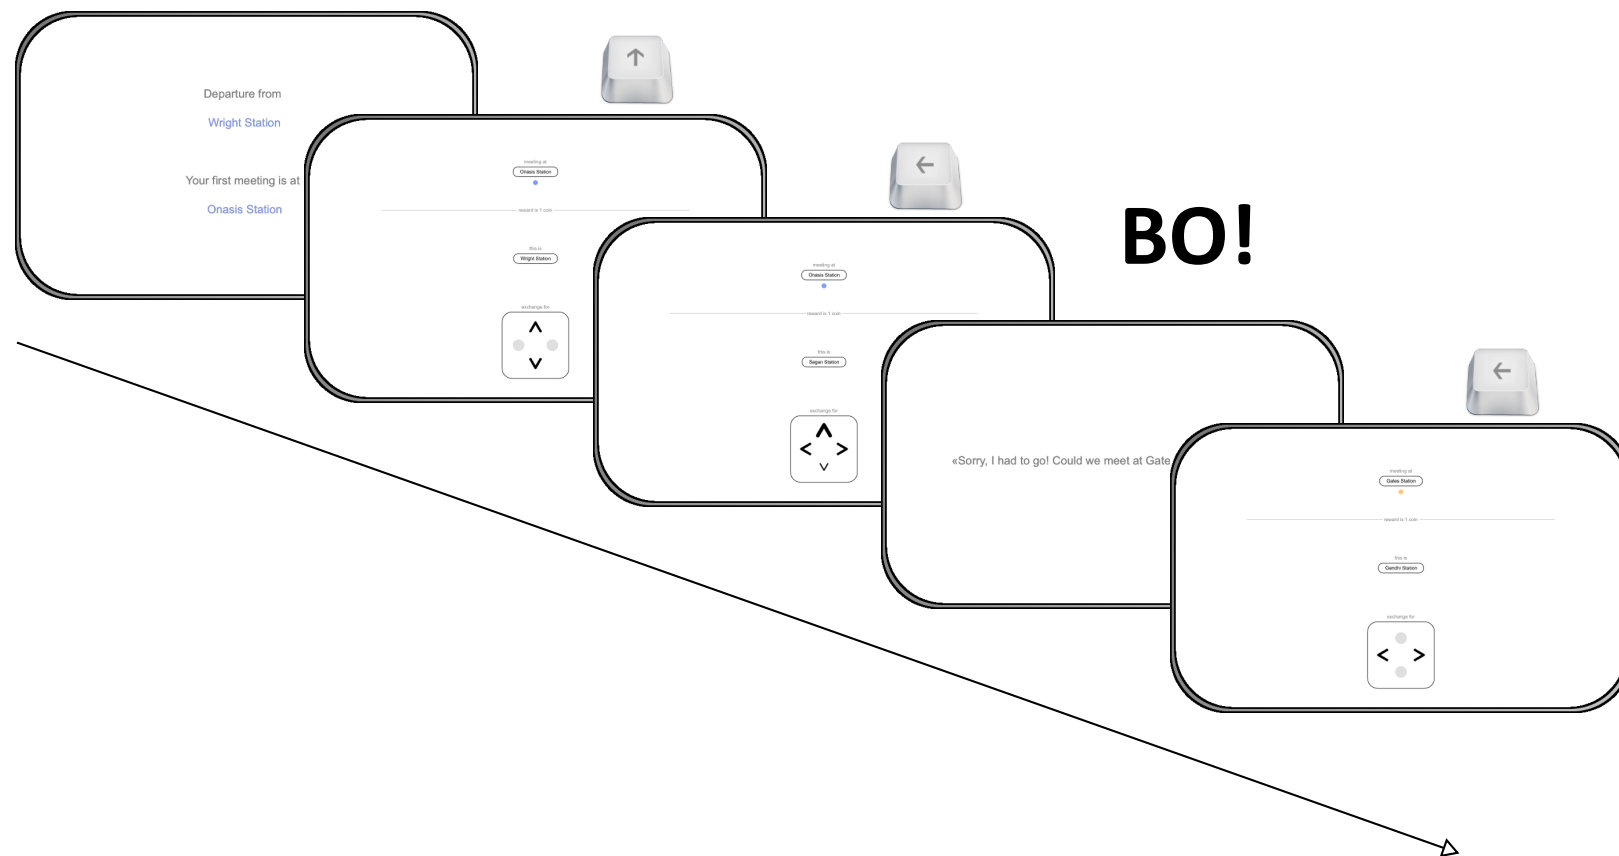 Departure from
Wright Station
Your first meeting is at
Onasis Station
meeting at
Onasis Station
reward is 1 coin
this is
Wright Station
exchange for
meeting at
Onasis Station
reward is 1 coin
this is
Sagan Station
exchange for
BO!
«Sorry, I had to go! Could we meet at Gate
meeting at
Gates Station
reward is 1 coin
this is
Gandhi Station
exchange for